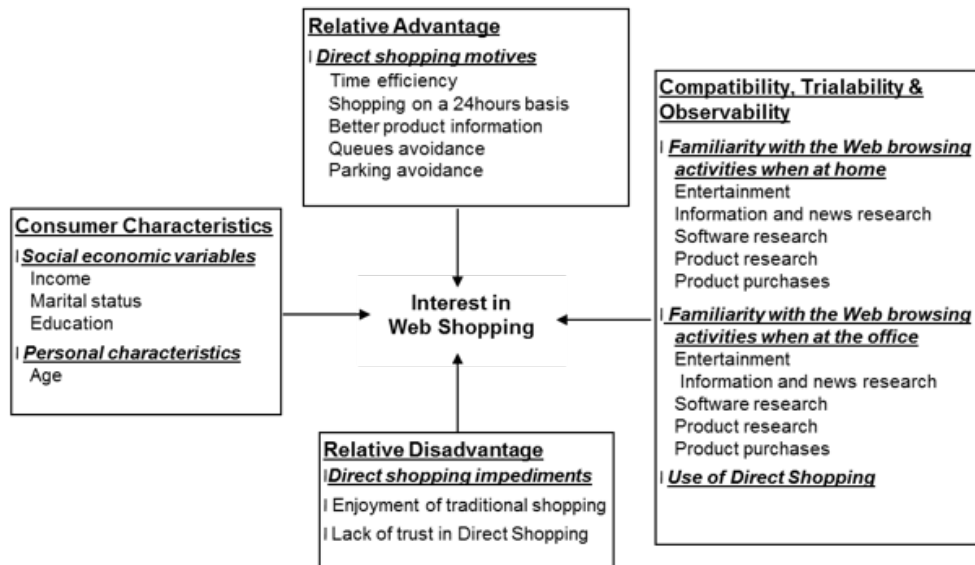 Relative Advantage
l Direct shopping motives
Time efficiency
Shopping on a 24hours basis
Better product information
Queues avoidance
Parking avoidance
Consumer Characteristics
l Social economic variables
Income
Marital status
Education
l Personal characteristics
Age
Interest in
Web Shopping
Compatibility, Trialability &
Observability
l Familiarity with the Web browsing
activities when at home
Entertainment
Information and news research
Software research
Product research
Product purchases
l Familiarity with the Web browsing
activities when at the office
Entertainment
Information and news research
Software research
Product research
Product purchases
l Use of Direct Shopping
Relative Disadvantage
l Direct shopping impediments
l Enjoyment of traditional shopping
l Lack of trust in Direct Shopping